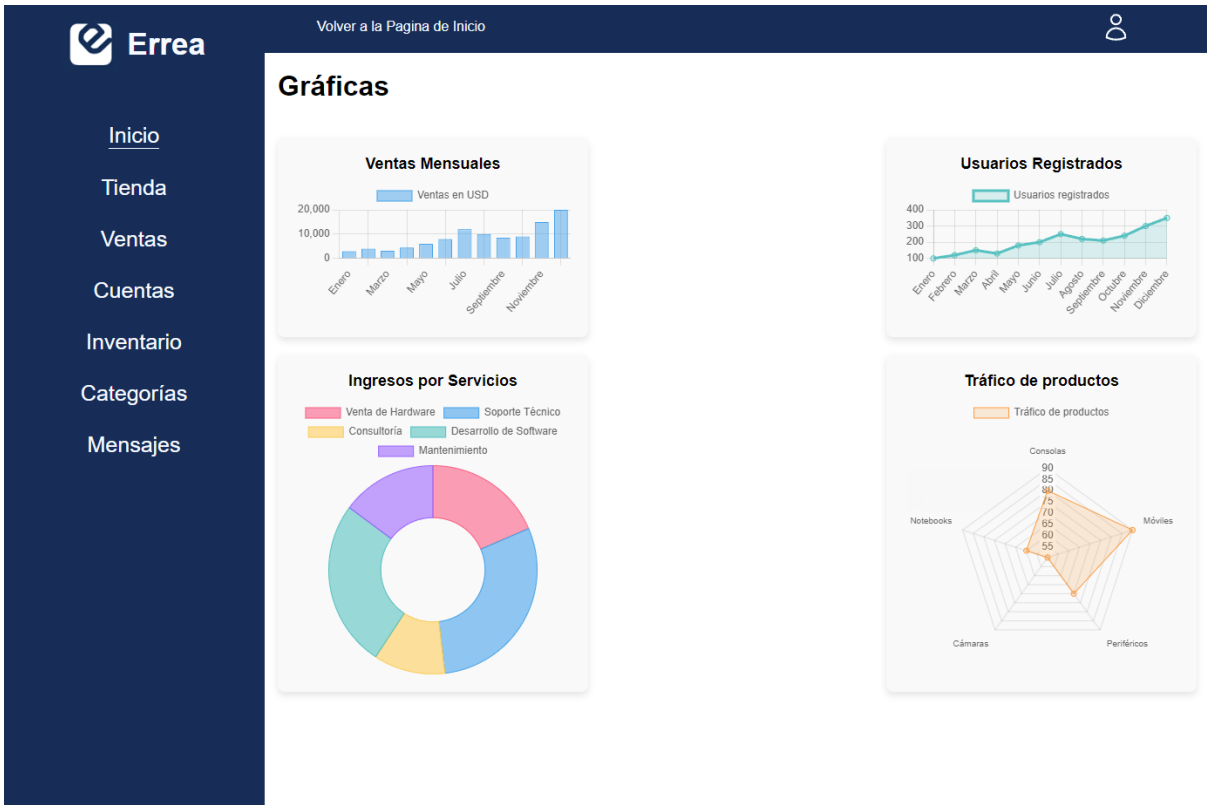 Errea
Volver a la Pagina de Inicio
Inicio
Tienda
Ventas
Cuentas
Inventario
Categorías
Mensajes
Gráficas
Ventas Mensuales
Ventas en USD
20,000
10,000
0
Enero
Marzo
Mayo
Julio
Septiembre
Noviembre
Usuarios Registrados
Usuarios registrados
400
300
200
100
Enero
Febrero
Marzo
Abril
Mayo
Junio
Julio
Agosto
Septiembre
Octubre
Noviembre
Diciembre
Ingresos por Servicios
Venta de Hardware Soporte Técnico
Consultoría Desarrollo de Software
Mantenimiento
Tráfico de productos
Tráfico de productos
Consolas
90
85
80
75
70
65
60
55
Notebooks
Móviles
Cámaras
Periféricos